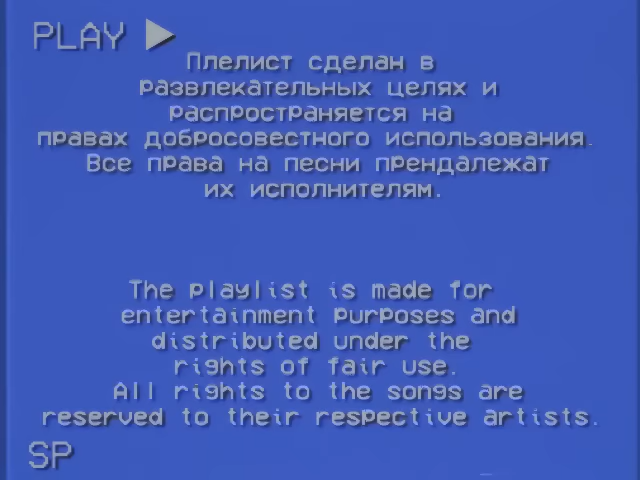 PLAY
Плелист сделан в
развлекательных целях и
распространяется на
правах добросовестного использования.
Все права на песни прендалежат
их исполнителям.
The playlist is made for
entertainment purposes and
distributed under the
rights of fair use.
All rights to the songs are
reserved to their respective artists.
SP